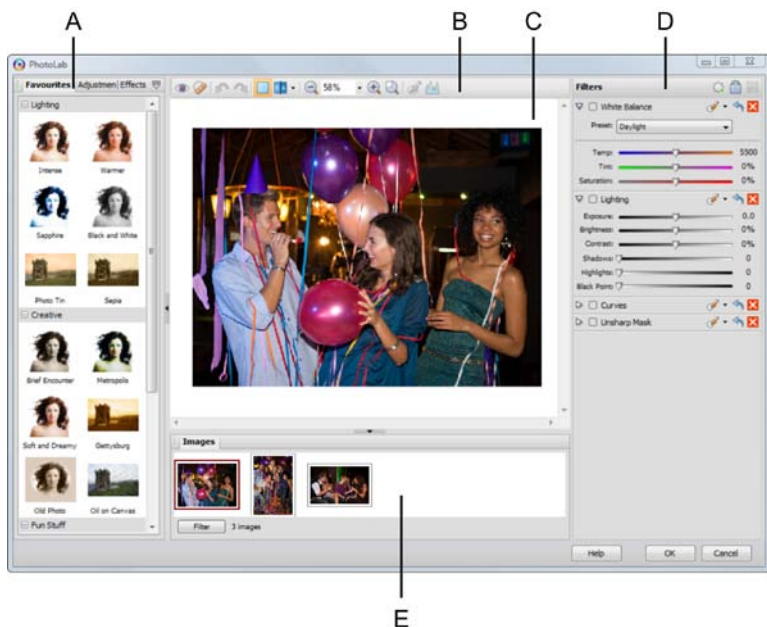 A
B
C
D
PhotoLab
Favourites Adjustmen Effects
58%
Filters
Lighting
Intense
Warmer
Sapphire
Black and White
Photo Tin
Sepia
Creative
Brief Encounter
Metropolis
Soft and Dreamy
Gettysburg
Old Photo
Oil on Canvas
Fun Stuff
Images
Filter
3 images
White Balance
Preset: Daylight
Temp: 5500
Tint: 0%
Saturation: 0%
Lighting
Exposure: 0.0
Brightness: 0%
Contrast: 0%
Shadows: 0
Highlights: 0
Black Point: 0
Curves
Unsharp Mask
Help
OK
Cancel
E